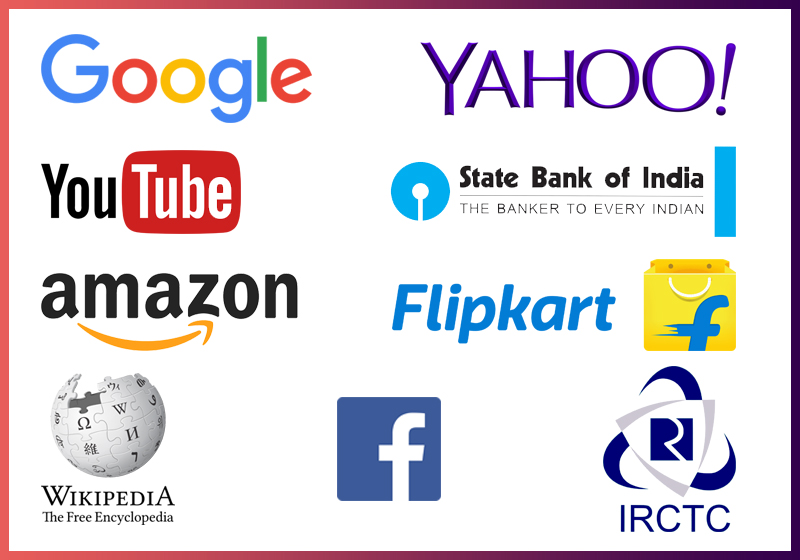 Google
YAHOO!
YouTube
State Bank of India
THE BANKER TO EVERY INDIAN
amazon
Flipkart
f
Ω
W
И
維
WIKIPEDIA
The Free Encyclopedia
f
R
IRCTC